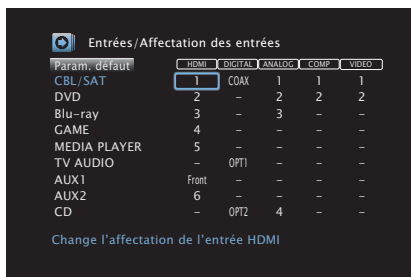 Entrées/Affectation des entrées
Param. défaut HDMI DIGITAL ANALOG COMP VIDEO
CBL/SAT 1 COAX 1 1 1
DVD 2 – 2 2 2
Blu-ray 3 – 3 – –
GAME 4 – – – –
MEDIA PLAYER 5 – – – –
TV AUDIO – OPT1 – – –
AUX1 Front – – – –
AUX2 6 – – – –
CD – OPT2 4 – –
Change l'affectation de l'entrée HDMI